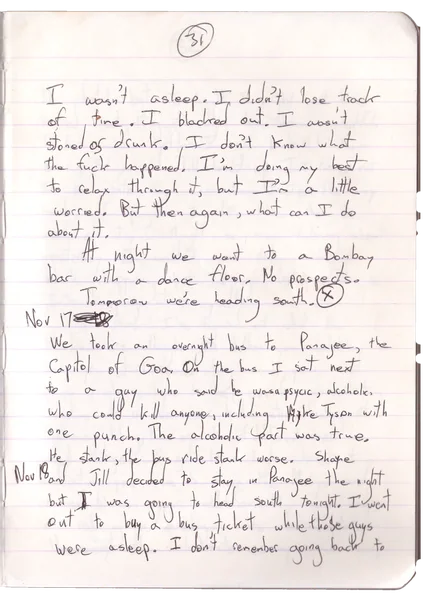 31
I wasn't asleep. I didn't lose track
of time. I blacked out. I wasn't
stoned or drunk. I don't know what
the fuck happened. I'm doing my best
to relax through it, but I'm a little
worried. But then again, what can I do
about it.
At night we went to a Bombay
bar with a dance floor. No prospects.
Tomorrow we're heading south. X
Nov 17
We took an overnight bus to Panajee, the
Capitol of Goa. On the bus I sat next
to a guy who said he was a psycic, alcoholic,
who could kill anyone, including Mike Tyson with
one punch. The alcoholic part was true.
He stank, the bus ride stank worse. Shaye
Nov 18 and Jill decided to stay in Panajee the night
but I was going to head south tonight. I went
out to buy a bus ticket while those guys
were asleep. I don't remember going back to